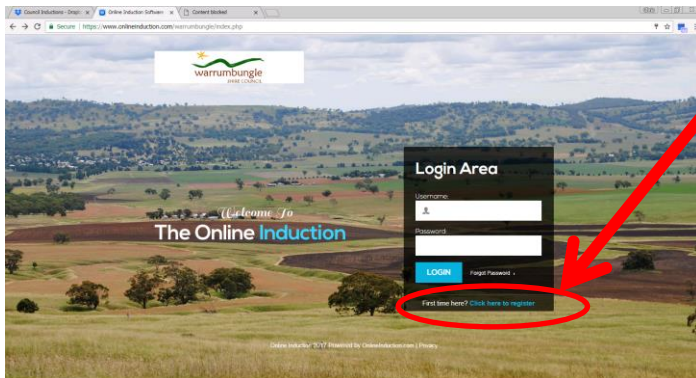 Council Inductions - Drop
Online Induction Software
Content blocked
Secure | https://www.onlineinduction.com/warrumbungle/index.php
warrumbungle
SHIRE COUNCIL
Welcome To
The Online Induction
Login Area
Username:
Password:
LOGIN Forgot Password
First time here? Click here to register
Online Induction 2017 Powered by OnlineInduction.com | Privacy